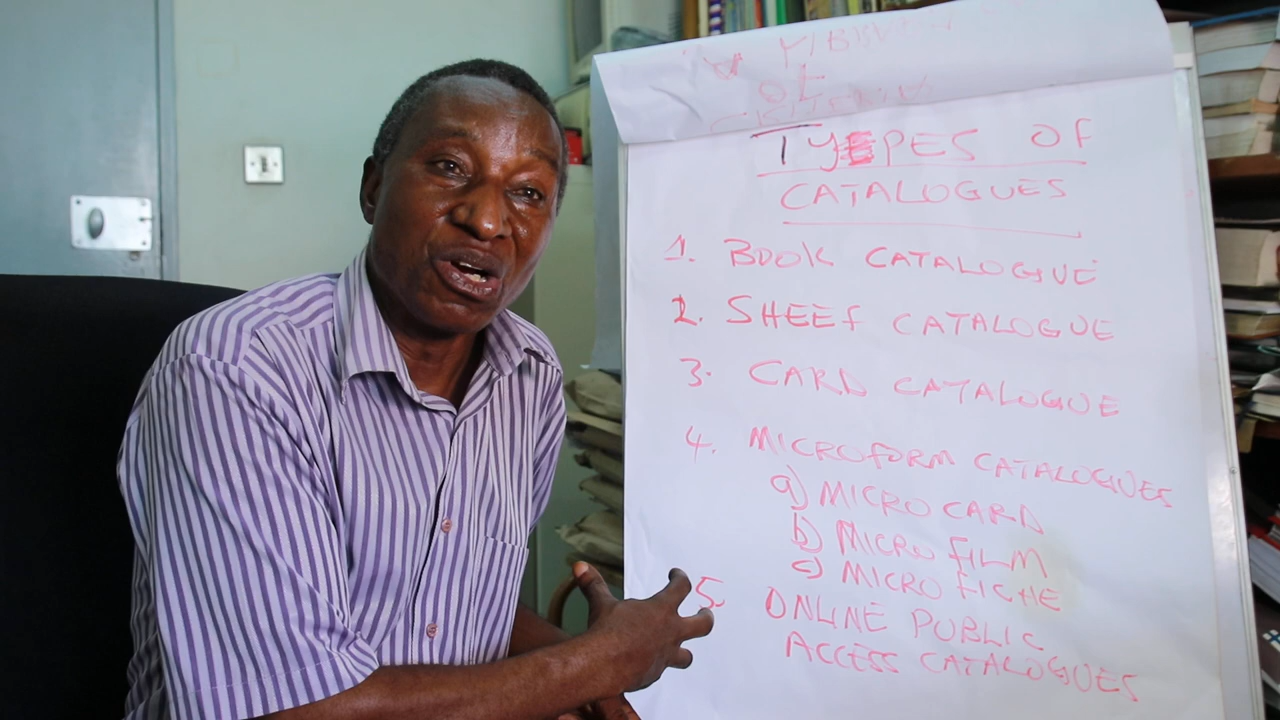 TYPES OF
CATALOGUES
1. BOOK CATALOGUE
2. SHEEF CATALOGUE
3. CARD CATALOGUE
4. MICROFORM CATALOGUES
a) MICRO CARD
b) MICRO FILM
c) MICRO FICHE
5. ONLINE PUBLIC
ACCESS CATALOGUES